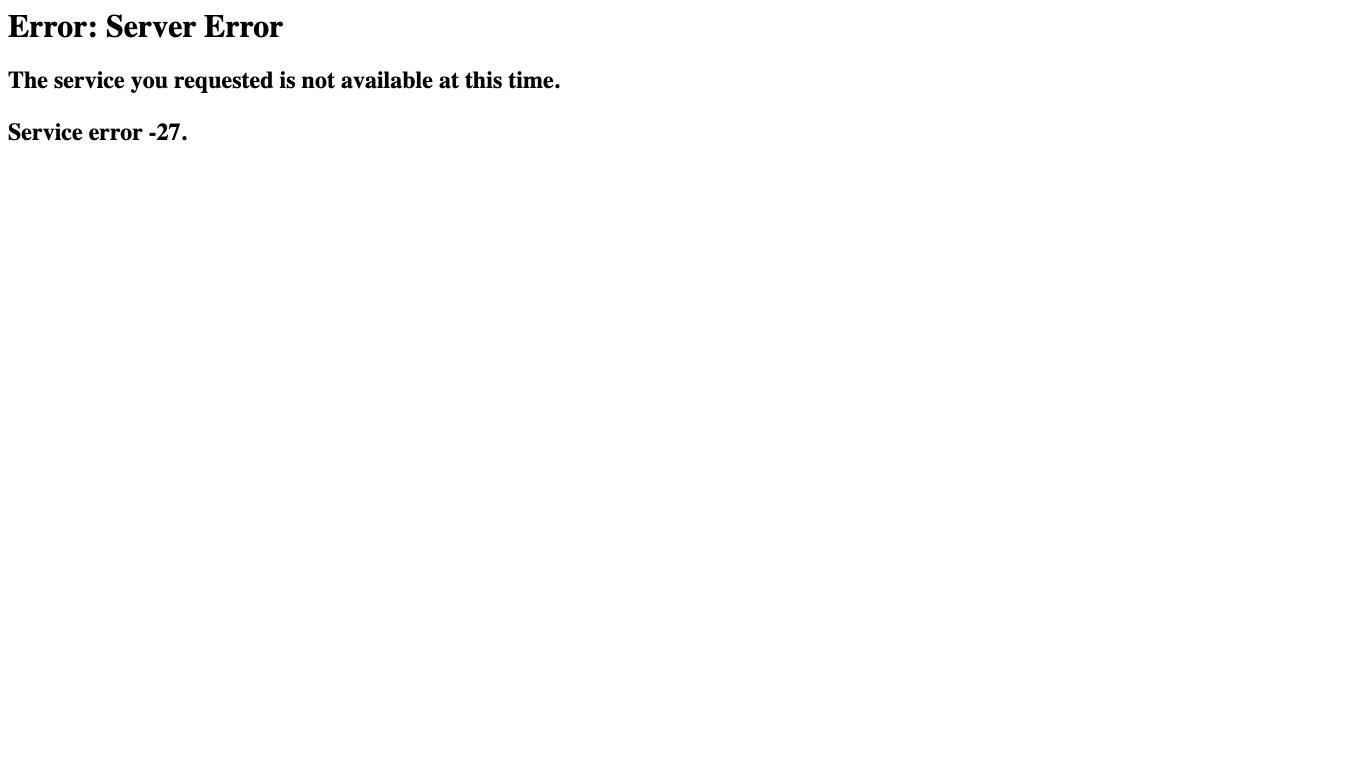 Error: Server Error
The service you requested is not available at this time.
Service error -27.